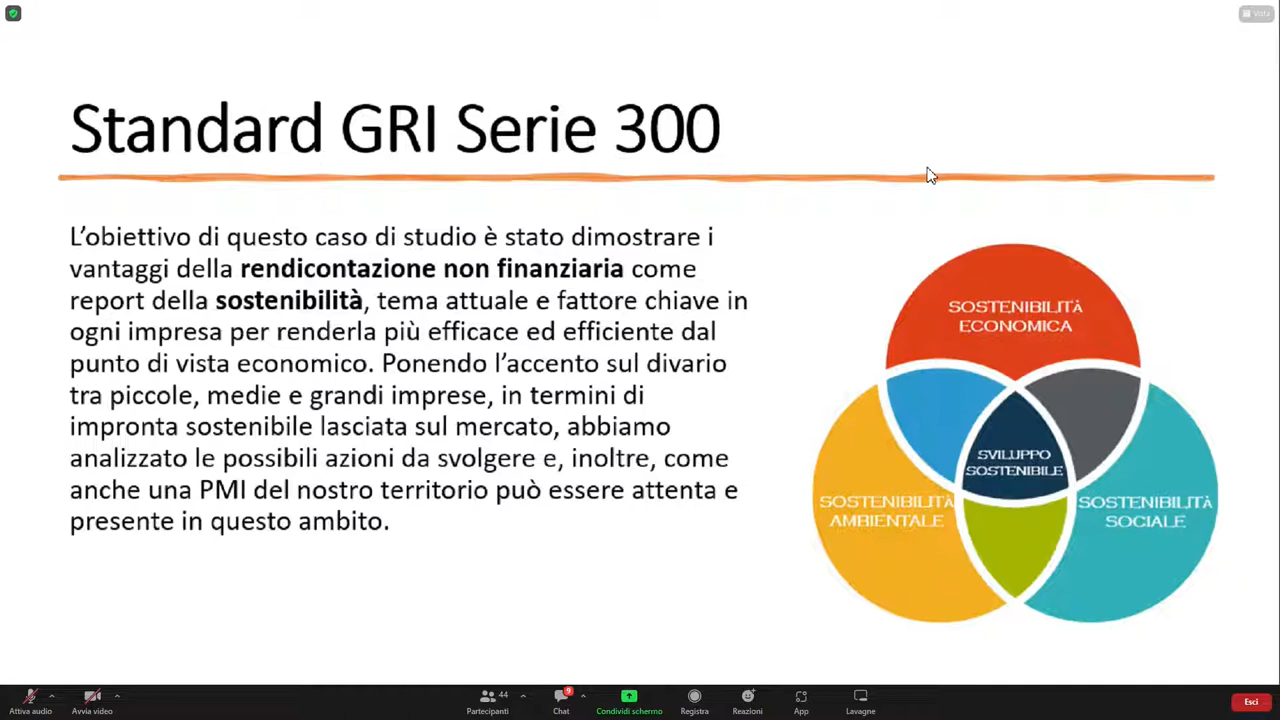 Vista
Standard GRI Serie 300
L'obiettivo di questo caso di studio è stato dimostrare i
vantaggi della rendicontazione non finanziaria come
report della sostenibilità, tema attuale e fattore chiave in
ogni impresa per renderla più efficace ed efficiente dal
punto di vista economico. Ponendo l'accento sul divario
tra piccole, medie e grandi imprese, in termini di
impronta sostenibile lasciata sul mercato, abbiamo
analizzato le possibili azioni da svolgere e, inoltre, come
anche una PMI del nostro territorio può essere attenta e
presente in questo ambito.
SOSTENIBILITà
ECONOMICA
SVILUPPO
SOSTENIBILE
SOSTENIBILITà
AMBIENTALE
SOSTENIBILITà
SOCIALE
44
9
Attiva audio
Avvia video
Partecipanti
Chat
Condividi schermo
Registra
Reazioni
App
Lavagne
Esci